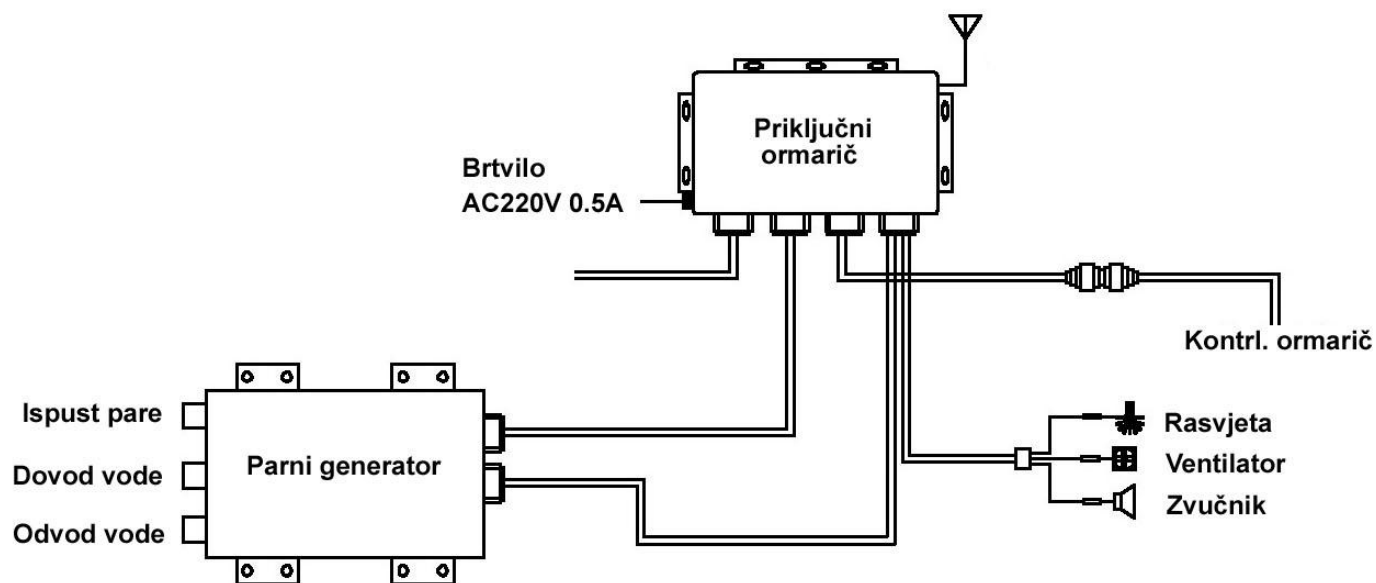 Priključni
ormarič
Brtvilo
AC220V 0.5A
Kontrl. ormarič
Ispust pare
Dovod vode
Odvod vode
Parni generator
Rasvjeta
Ventilator
Zvučnik